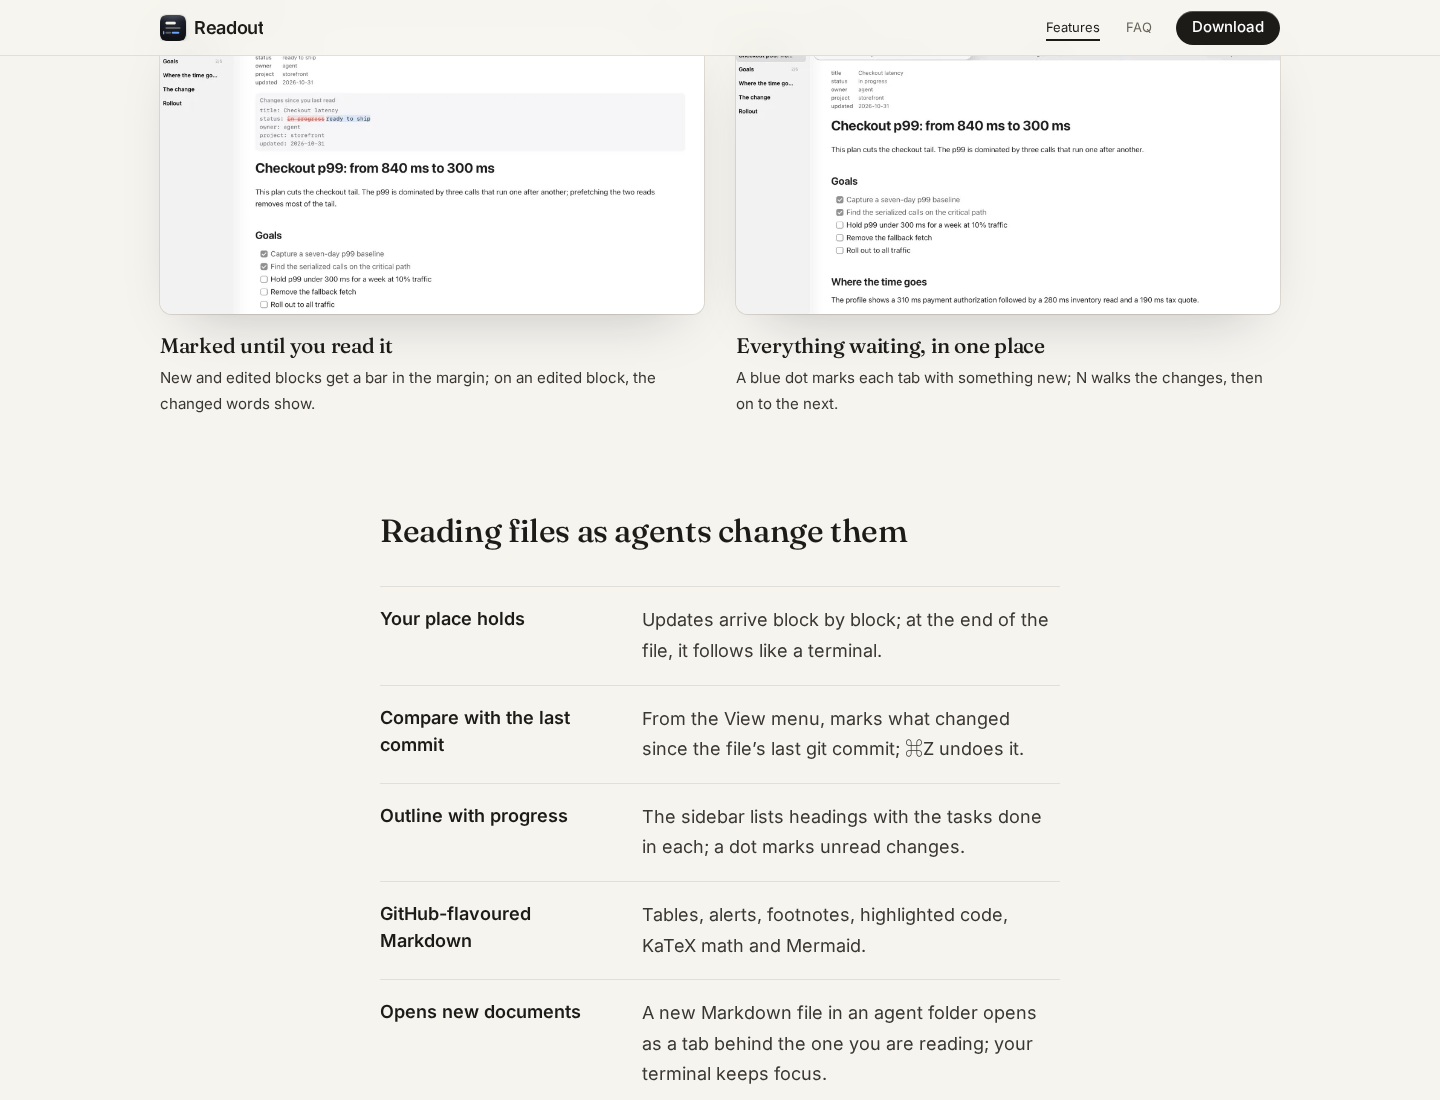 Readout
Features
FAQ
Download
Goals
Where the time go...
The change
Rollout
status ready to ship
owner agent
project storefront
updated 2026-10-31
Changes since you last read
title: Checkout latency
status: in progress ready to ship
owner: agent
project: storefront
updated: 2026-10-31
Checkout p99: from 840 ms to 300 ms
This plan cuts the checkout tail. The p99 is dominated by three calls that run one after another; prefetching the two reads
removes most of the tail.
Goals
Capture a seven-day p99 baseline
Find the serialized calls on the critical path
Hold p99 under 300 ms for a week at 10% traffic
Remove the fallback fetch
Roll out to all traffic
Goals
Where the time go...
The change
Rollout
title Checkout latency
status in progress
owner agent
project storefront
updated 2026-10-31
Checkout p99: from 840 ms to 300 ms
This plan cuts the checkout tail. The p99 is dominated by three calls that run one after another.
Goals
Capture a seven-day p99 baseline
Find the serialized calls on the critical path
Hold p99 under 300 ms for a week at 10% traffic
Remove the fallback fetch
Roll out to all traffic
Where the time goes
The profile shows a 310 ms payment authorization followed by a 280 ms inventory read and a 190 ms tax quote.
Marked until you read it
New and edited blocks get a bar in the margin; on an edited block, the
changed words show.
Everything waiting, in one place
A blue dot marks each tab with something new; N walks the changes, then
on to the next.
Reading files as agents change them
Your place holds
Updates arrive block by block; at the end of the
file, it follows like a terminal.
Compare with the last
commit
From the View menu, marks what changed
since the file’s last git commit; ⌘Z undoes it.
Outline with progress
The sidebar lists headings with the tasks done
in each; a dot marks unread changes.
GitHub-flavoured
Markdown
Tables, alerts, footnotes, highlighted code,
KaTeX math and Mermaid.
Opens new documents
A new Markdown file in an agent folder opens
as a tab behind the one you are reading; your
terminal keeps focus.